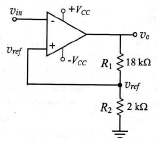 +V_CC
v_in
-
v_o
v_ref
+
-V_CC
R_1 18 kΩ
v_ref
R_2 2 kΩ